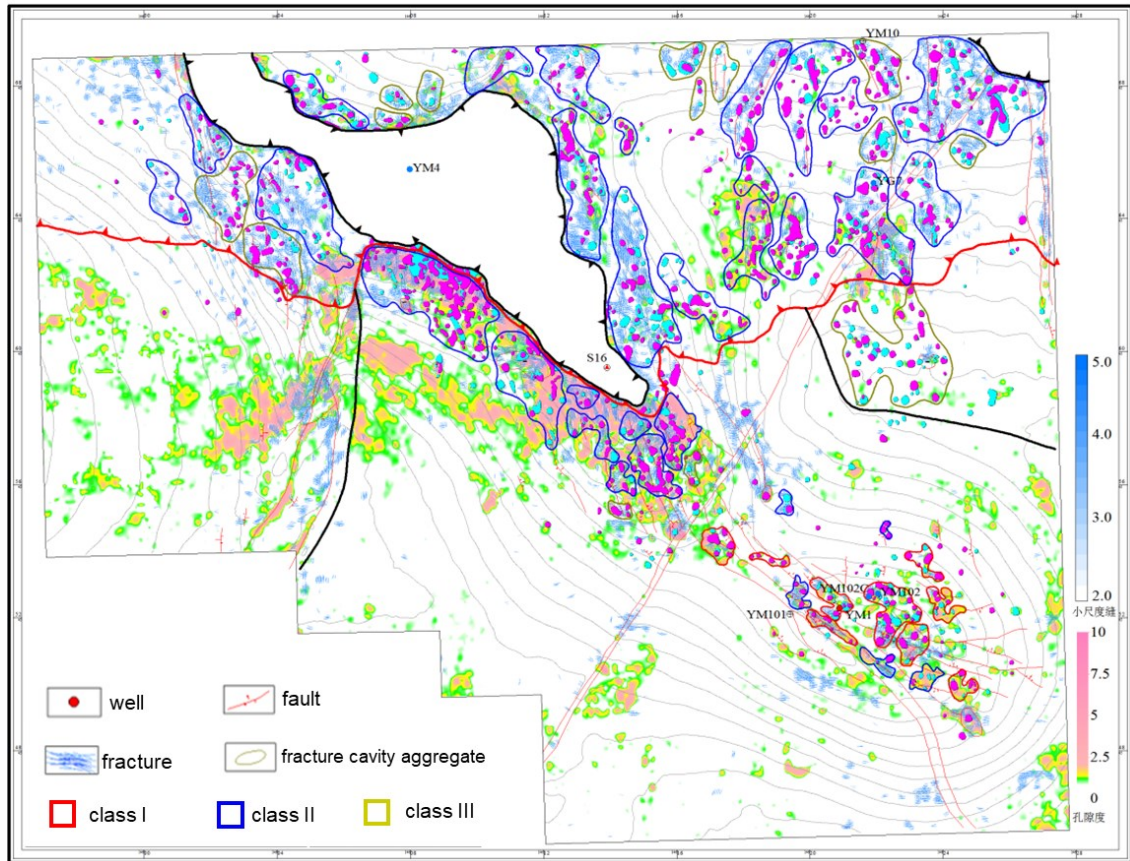 YM10
YM4
YG7
S16
YM102C
YM102
YM101
YM1
5.0
4.0
3.0
2.0
小尺度缝
10
7.5
5
2.5
0
孔隙度
well
fault
fracture
fracture cavity aggregate
class I
class II
class III